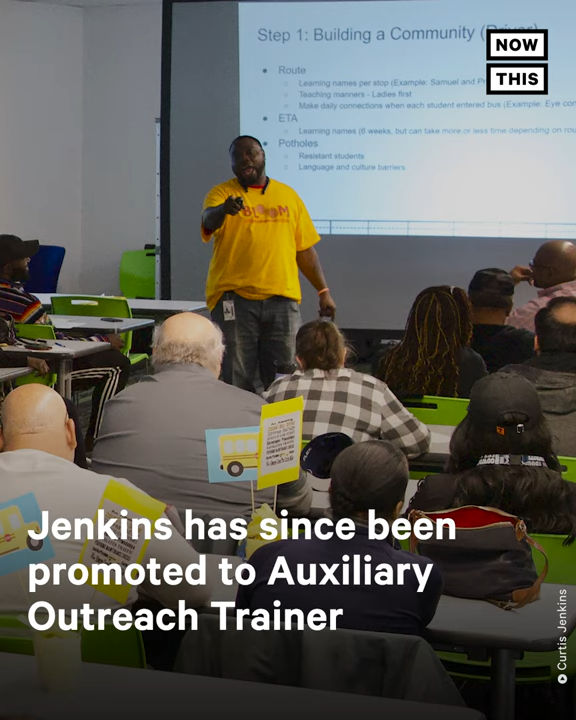 Step 1: Building a Community (Driver)
NOW
THIS
Route
Learning names per stop (Example: Samuel and
Teaching manners - Ladies first
Make daily connections when each student entered bus (Example: Eye
ETA
Learning names (6 weeks, but can take more or less time depending on
Potholes
Resistant students
Language and culture barriers
BLOOM
Jenkins has since been
promoted to Auxiliary
Outreach Trainer
Curtis Jenkins